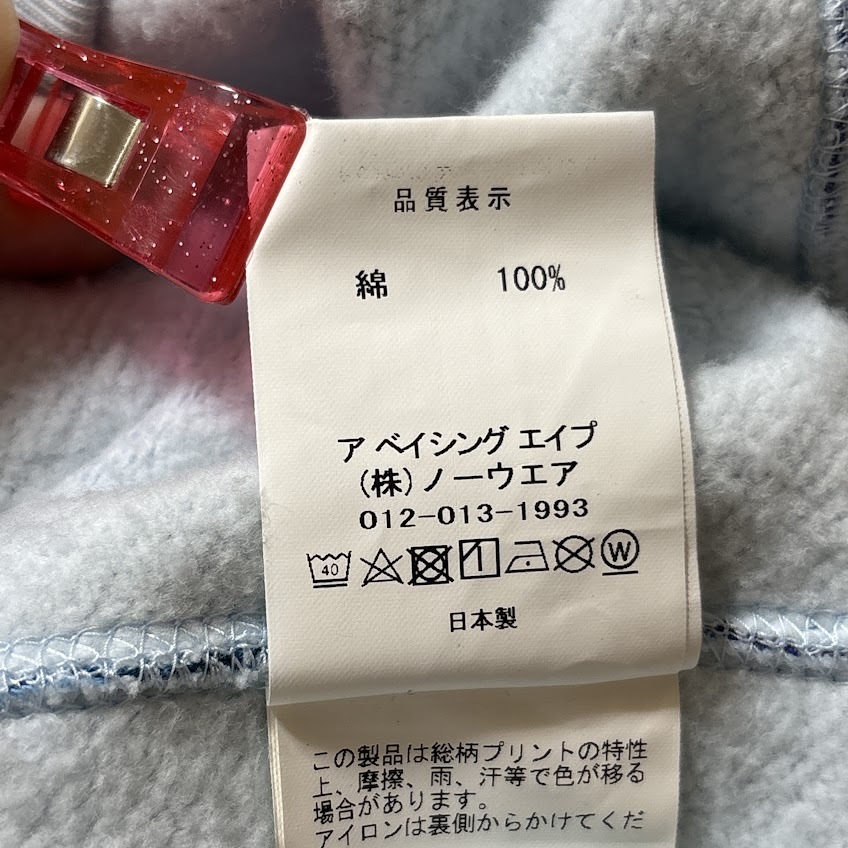 品質表示
綿 100%
ア ベイシング エイプ
(株)ノーウエア
012-013-1993
40 W
日本製
この製品は総柄プリントの特性
上、摩擦、雨、汗等で色が移る
場合があります。
アイロンは裏側からかけてくだ